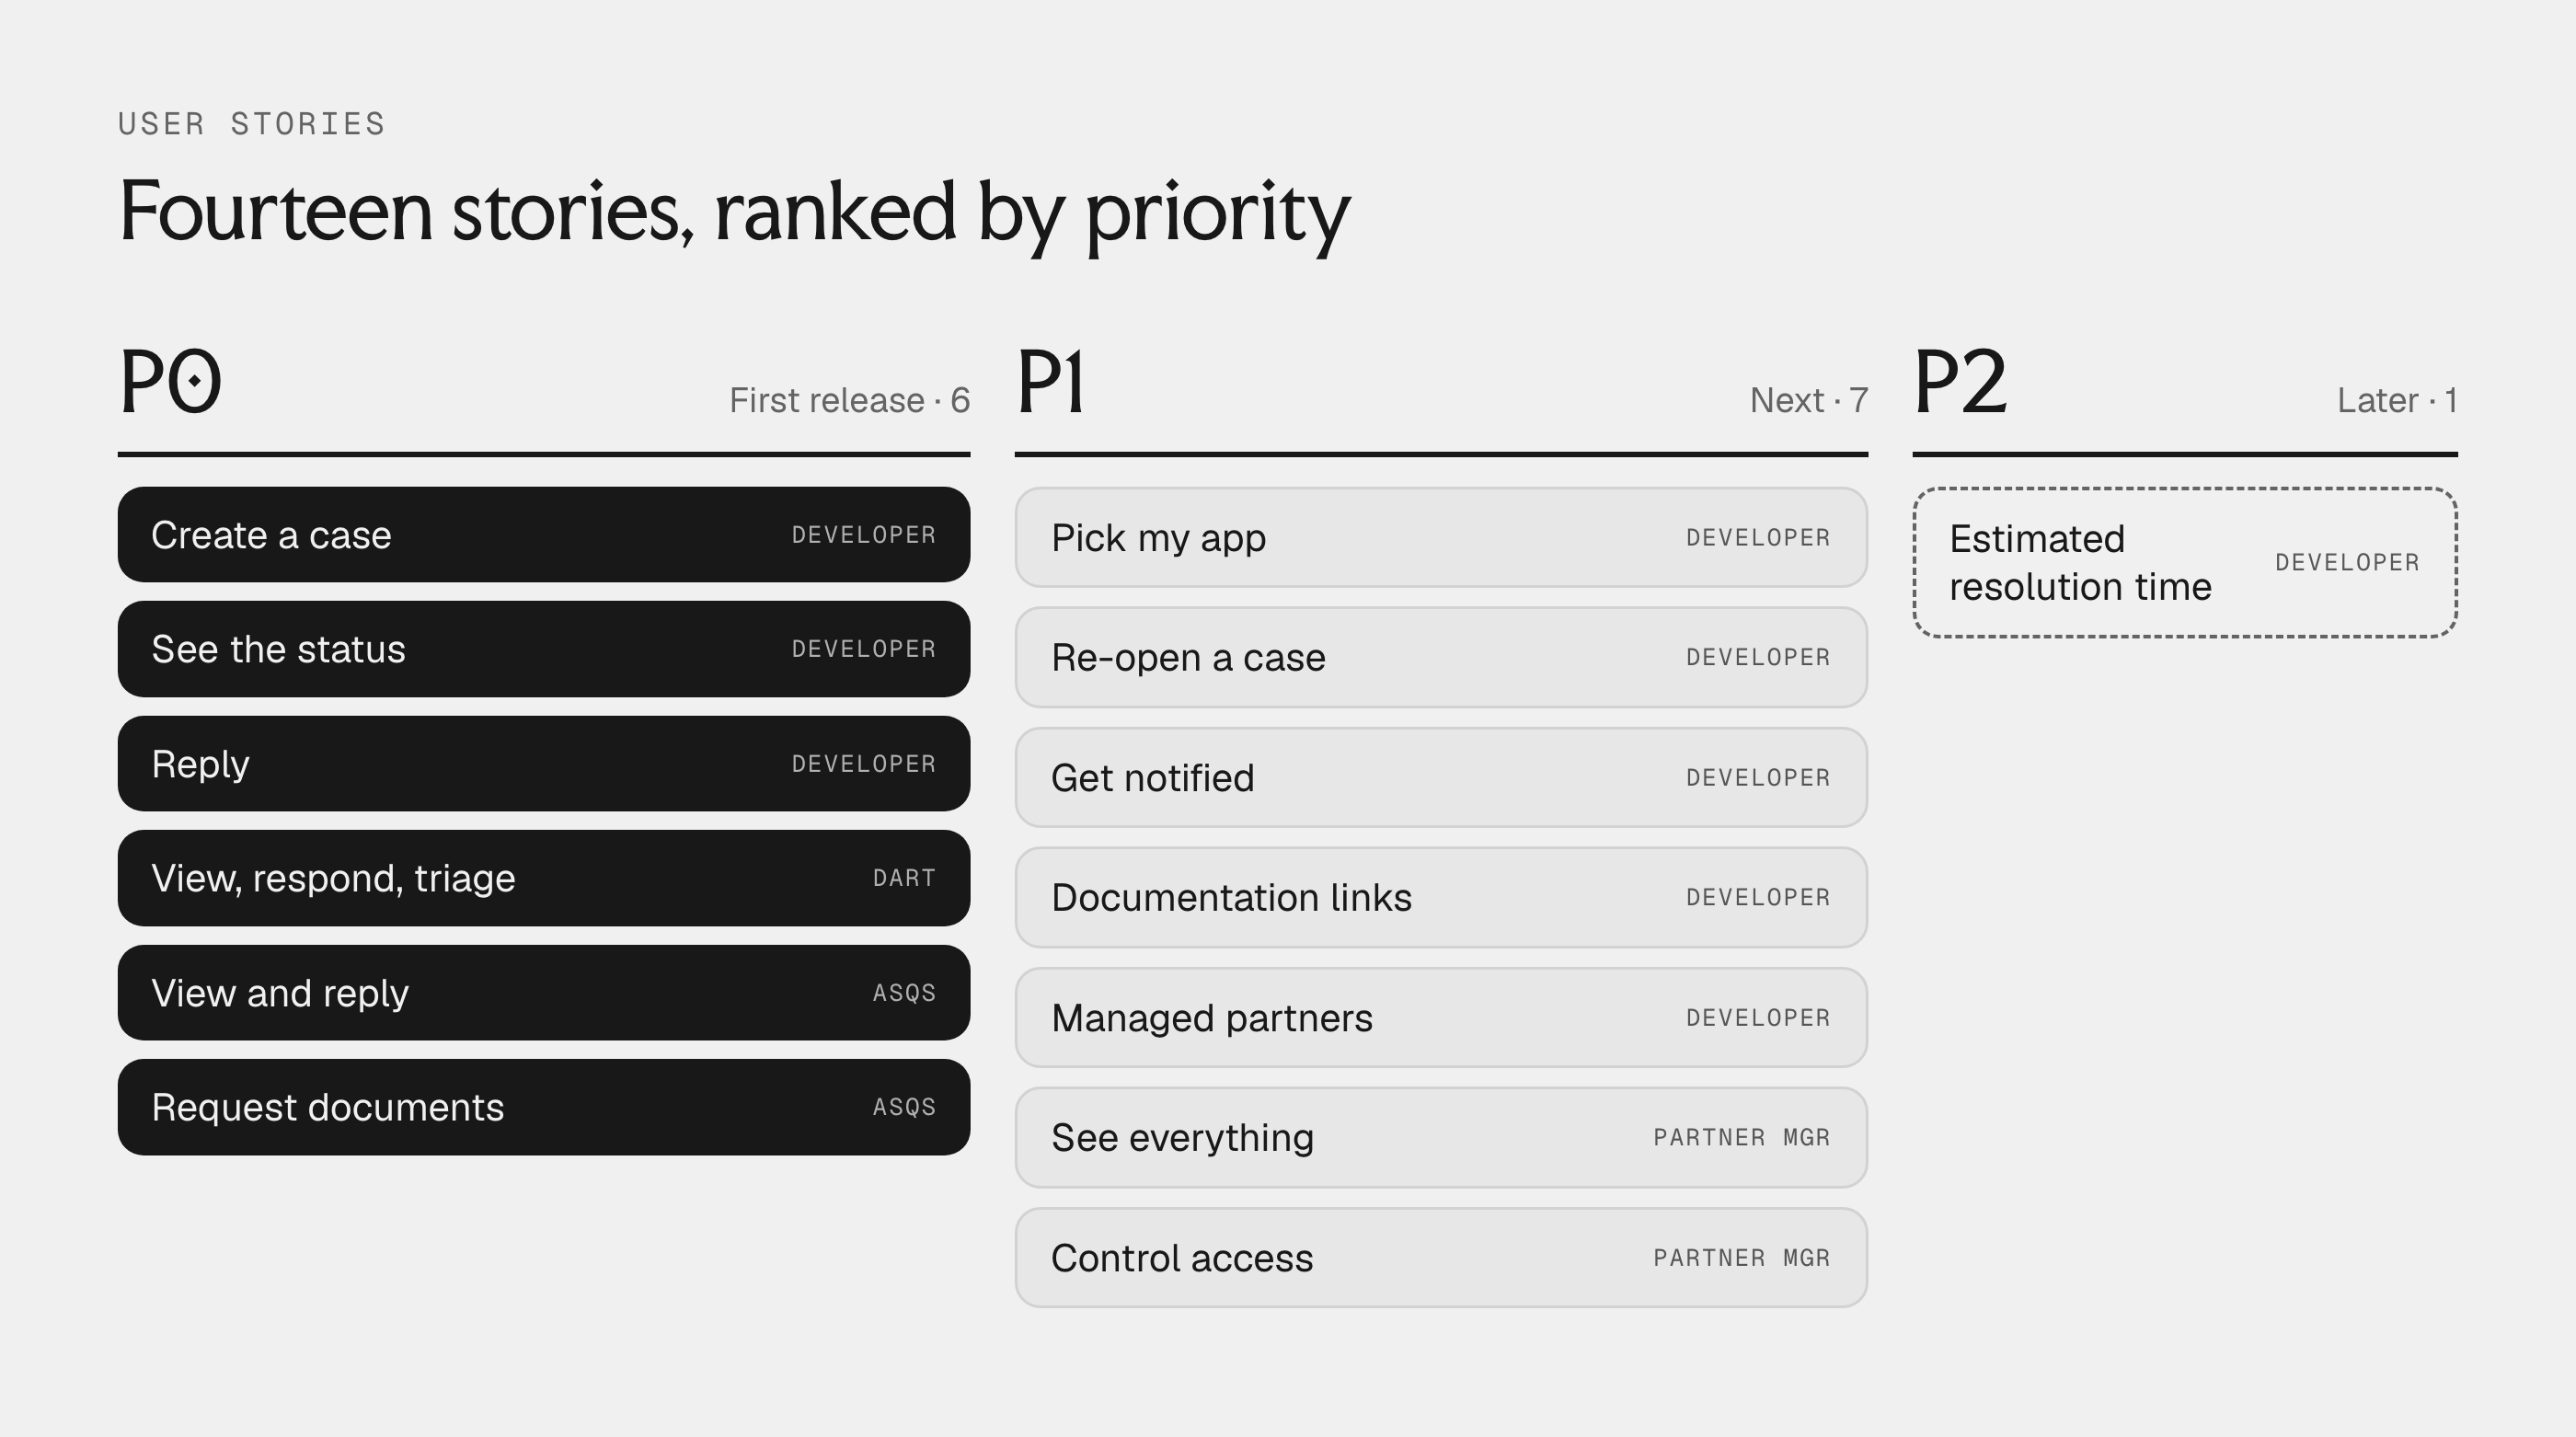 USER STORIES
Fourteen stories, ranked by priority
P0
First release · 6
Create a case
DEVELOPER
See the status
DEVELOPER
Reply
DEVELOPER
View, respond, triage
DART
View and reply
ASQS
Request documents
ASQS
P1
Next · 7
Pick my app
DEVELOPER
Re-open a case
DEVELOPER
Get notified
DEVELOPER
Documentation links
DEVELOPER
Managed partners
DEVELOPER
See everything
PARTNER MGR
Control access
PARTNER MGR
P2
Later · 1
Estimated
resolution time
DEVELOPER